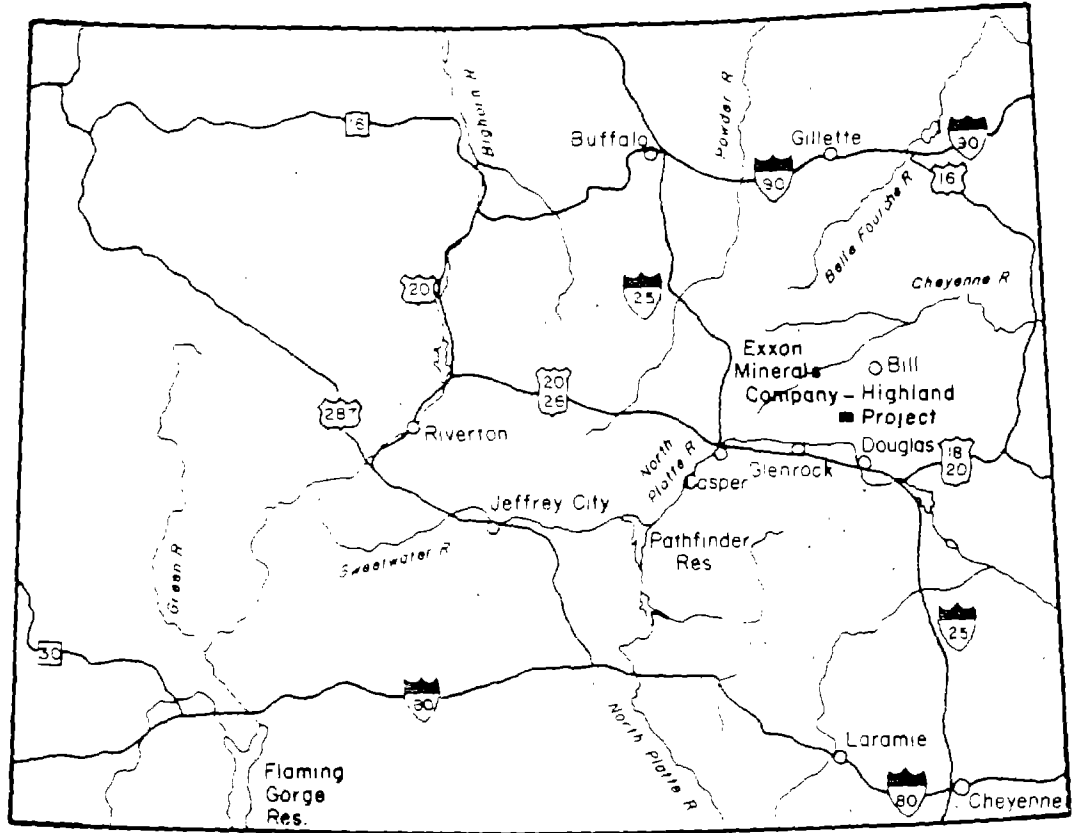 Bighorn R
Powder R
16
Buffalo
Gillette
90
90
16
Belle Fourche R
20
25
Cheyenne R
Exxon
Minerals
Company – Highland
Project
Bill
20
26
287
Riverton
North
Platte R
Casper
Glenrock
Douglas
18
20
Jeffrey City
Sweetwater R
Pathfinder
Res
Green R
25
30
80
North Platte R
Laramie
80
Cheyenne
Flaming
Gorge
Res.